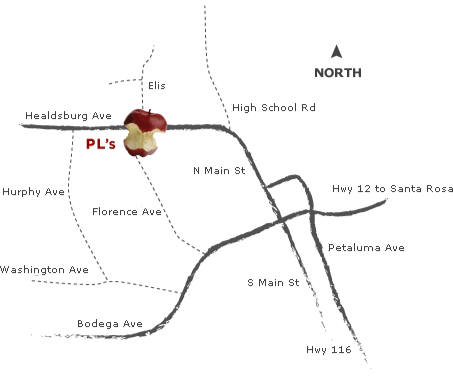 NORTH
Elis
High School Rd
Healdsburg Ave
PL's
N Main St
Hurphy Ave
Hwy 12 to Santa Rosa
Florence Ave
Petaluma Ave
Washington Ave
S Main St
Bodega Ave
Hwy 116